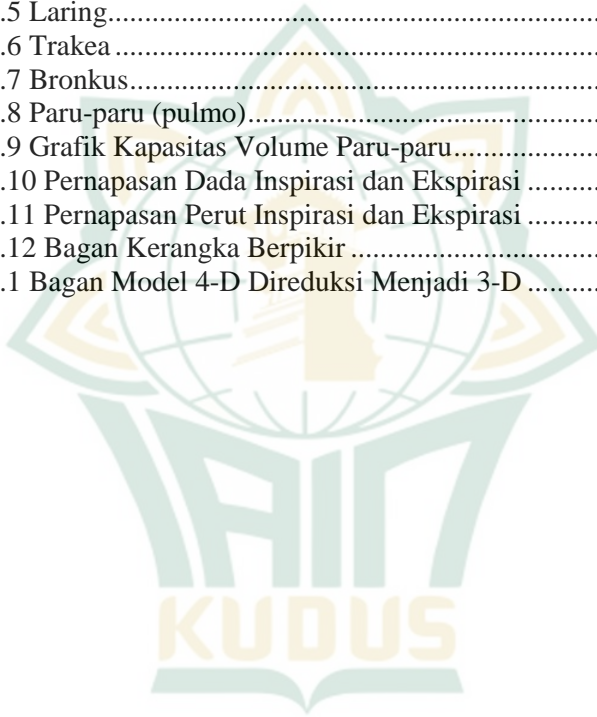 .5 Laring...............................................................
.6 Trakea..............................................................
.7 Bronkus............................................................
.8 Paru-paru (pulmo).............................................
.9 Grafik Kapasitas Volume Paru-paru..................
.10 Pernapasan Dada Inspirasi dan Ekspirasi.........
.11 Pernapasan Perut Inspirasi dan Ekspirasi.........
.12 Bagan Kerangka Berpikir................................
.1 Bagan Model 4-D Direduksi Menjadi 3-D.........
IAIN
KUDUS